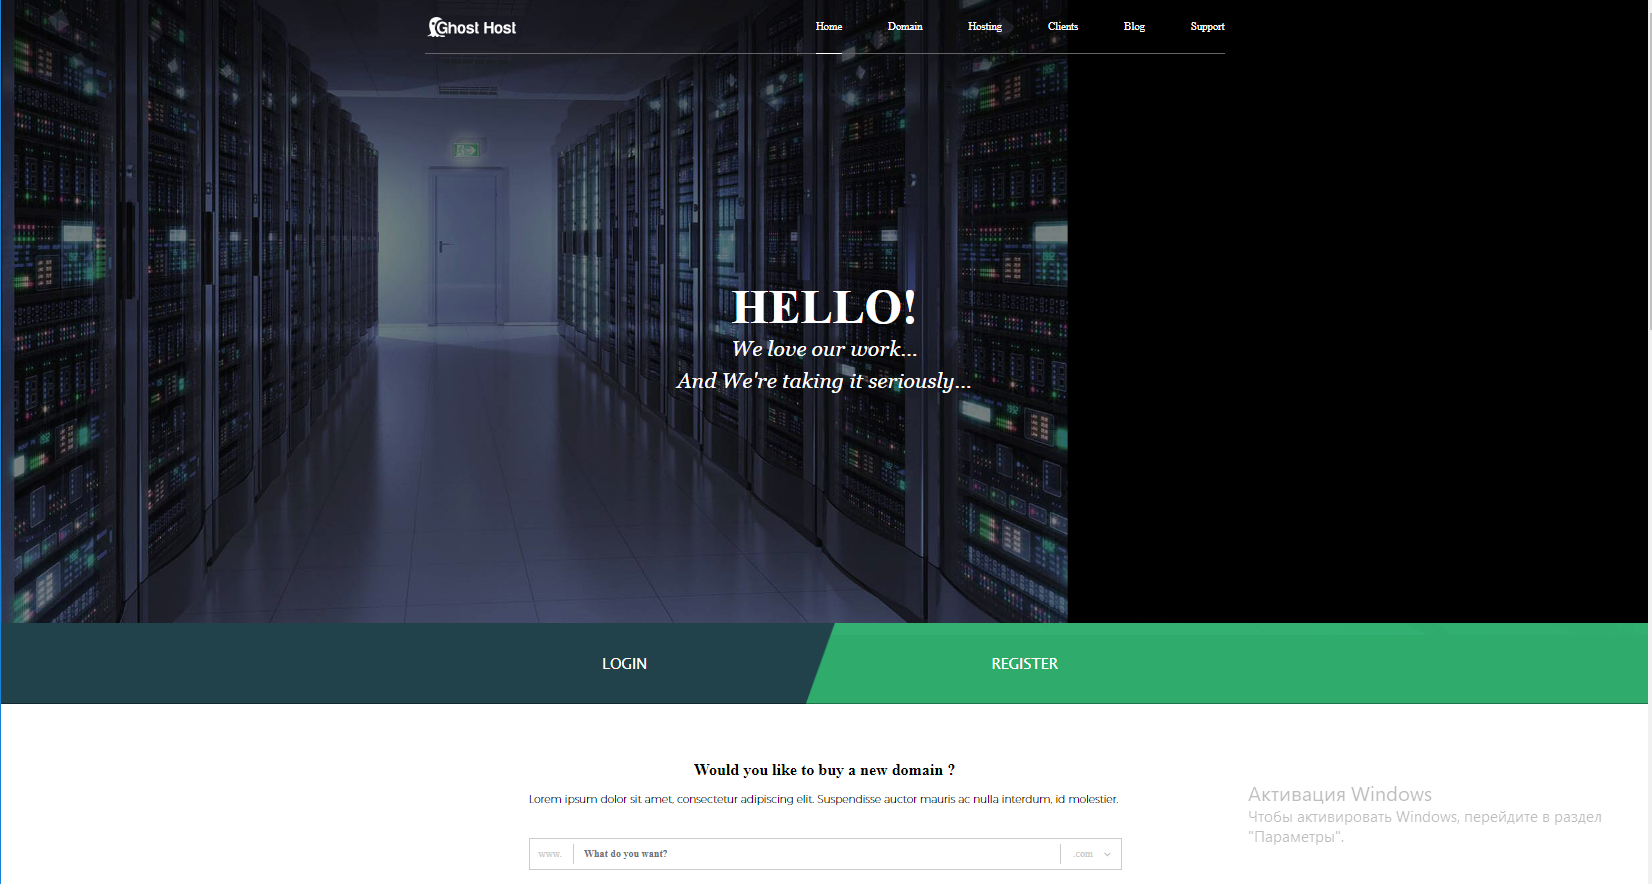 Ghost Host
Home Domain Hosting Clients Blog Support
HELLO!
We love our work...
And We're taking it seriously...
LOGIN REGISTER
Would you like to buy a new domain ?
Lorem ipsum dolor sit amet, consectetur adipiscing elit. Suspendisse auctor mauris ac nulla interdum, id molestier.
www. What do you want? .com
Активация Windows
Чтобы активировать Windows, перейдите в раздел
"Параметры".